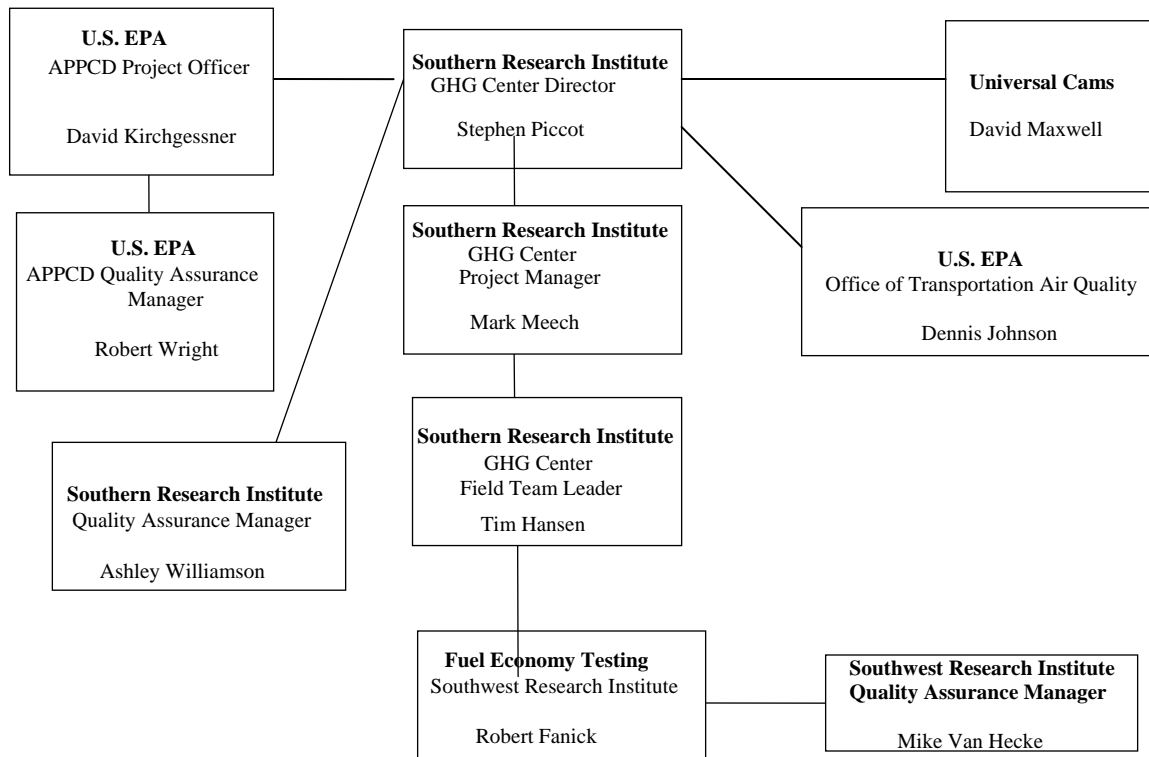 U.S. EPA
APPCD Project Officer
David Kirchgessner
Southern Research Institute
GHG Center Director
Stephen Piccot
Universal Cams
David Maxwell
U.S. EPA
APPCD Quality Assurance
Manager
Robert Wright
Southern Research Institute
GHG Center
Project Manager
Mark Meech
U.S. EPA
Office of Transportation Air Quality
Dennis Johnson
Southern Research Institute
Quality Assurance Manager
Ashley Williamson
Southern Research Institute
GHG Center
Field Team Leader
Tim Hansen
Fuel Economy Testing
Southwest Research Institute
Robert Fanick
Southwest Research Institute
Quality Assurance Manager
Mike Van Hecke